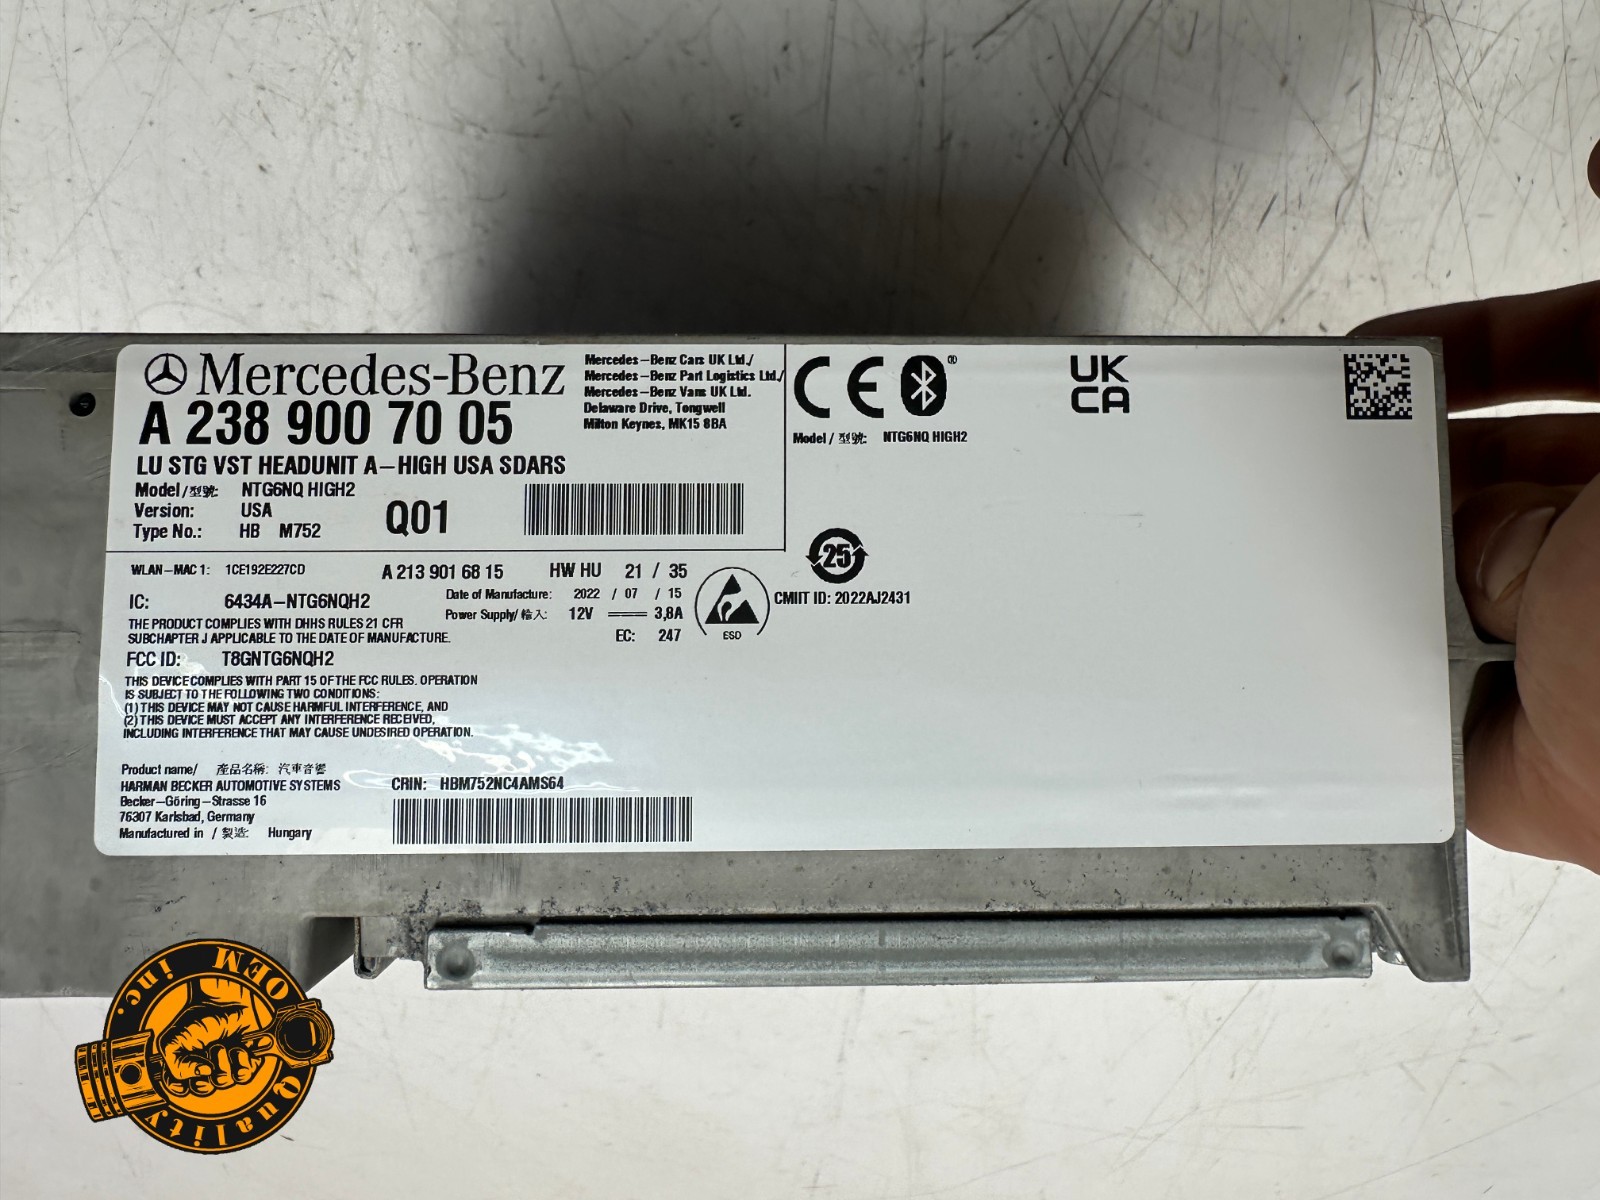 Mercedes-Benz
A 238 900 70 05
LU STG VST HEADUNIT A-HIGH USA SDARS
Model/型號: NTG6NQ HIGH2
Version: USA
Type No.: HB M752
Q01
Mercedes-Benz Cars UK Ltd./
Mercedes-Benz Part Logistics Ltd./
Mercedes-Benz Vans UK Ltd.
Delaware Drive, Tongwell
Milton Keynes, MK15 8BA
CE
UK
CA
Model / 型號: NTG6NQ HIGH2
WLAN-MAC 1: 1CE192E227CD
A 213 901 68 15 HW HU 21 / 35
IC: 6434A-NTG6NQH2
Date of Manufacture: 2022 / 07 / 15
Power Supply/ 輸入: 12V 3,8A
EC: 247
ESD
25
CMIIT ID: 2022AJ2431
THE PRODUCT COMPLIES WITH DHHS RULES 21 CFR
SUBCHAPTER J APPLICABLE TO THE DATE OF MANUFACTURE.
FCC ID: T8GNTG6NQH2
THIS DEVICE COMPLIES WITH PART 15 OF THE FCC RULES. OPERATION
IS SUBJECT TO THE FOLLOWING TWO CONDITIONS:
(1) THIS DEVICE MAY NOT CAUSE HARMFUL INTERFERENCE, AND
(2) THIS DEVICE MUST ACCEPT ANY INTERFERENCE RECEIVED,
INCLUDING INTERFERENCE THAT MAY CAUSE UNDESIRED OPERATION.
Product name/ 產品名稱: 汽車音響
HARMAN BECKER AUTOMOTIVE SYSTEMS
Becker-Göring-Strasse 16
76307 Karlsbad, Germany
Manufactured in / 製造: Hungary
CRIN: HBM752NC4AMS64
OEM inc.
Quality